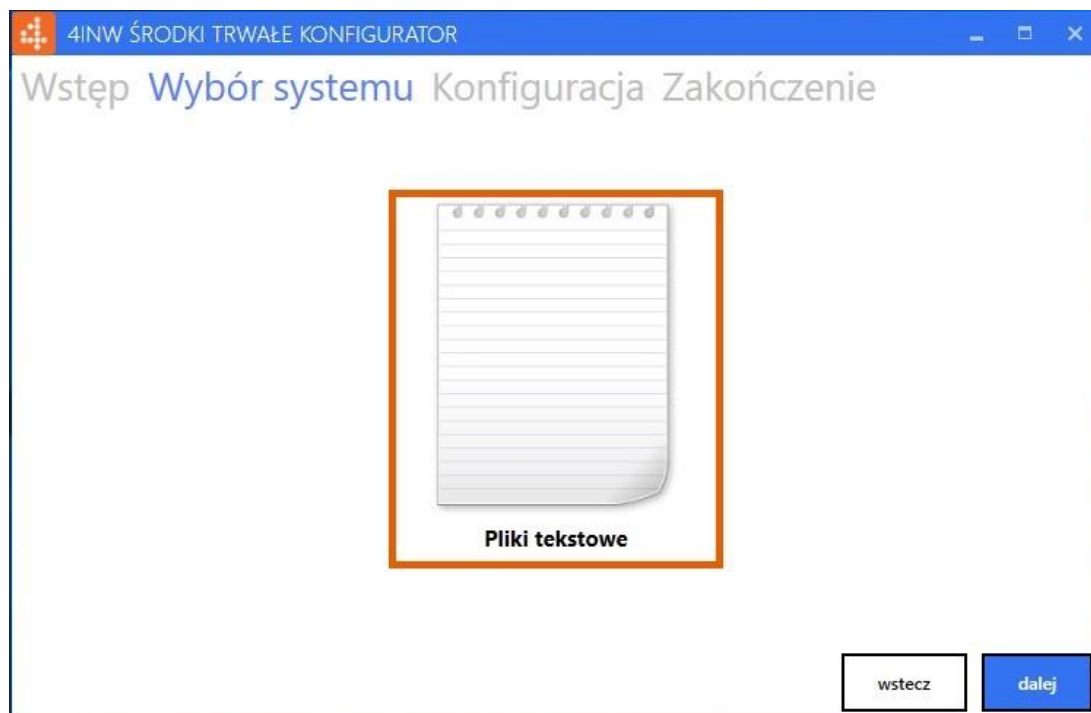 4INW ŚRODKI TRWAŁE KONFIGURATOR
Wstęp Wybór systemu Konfiguracja Zakończenie
Pliki tekstowe
wstecz dalej